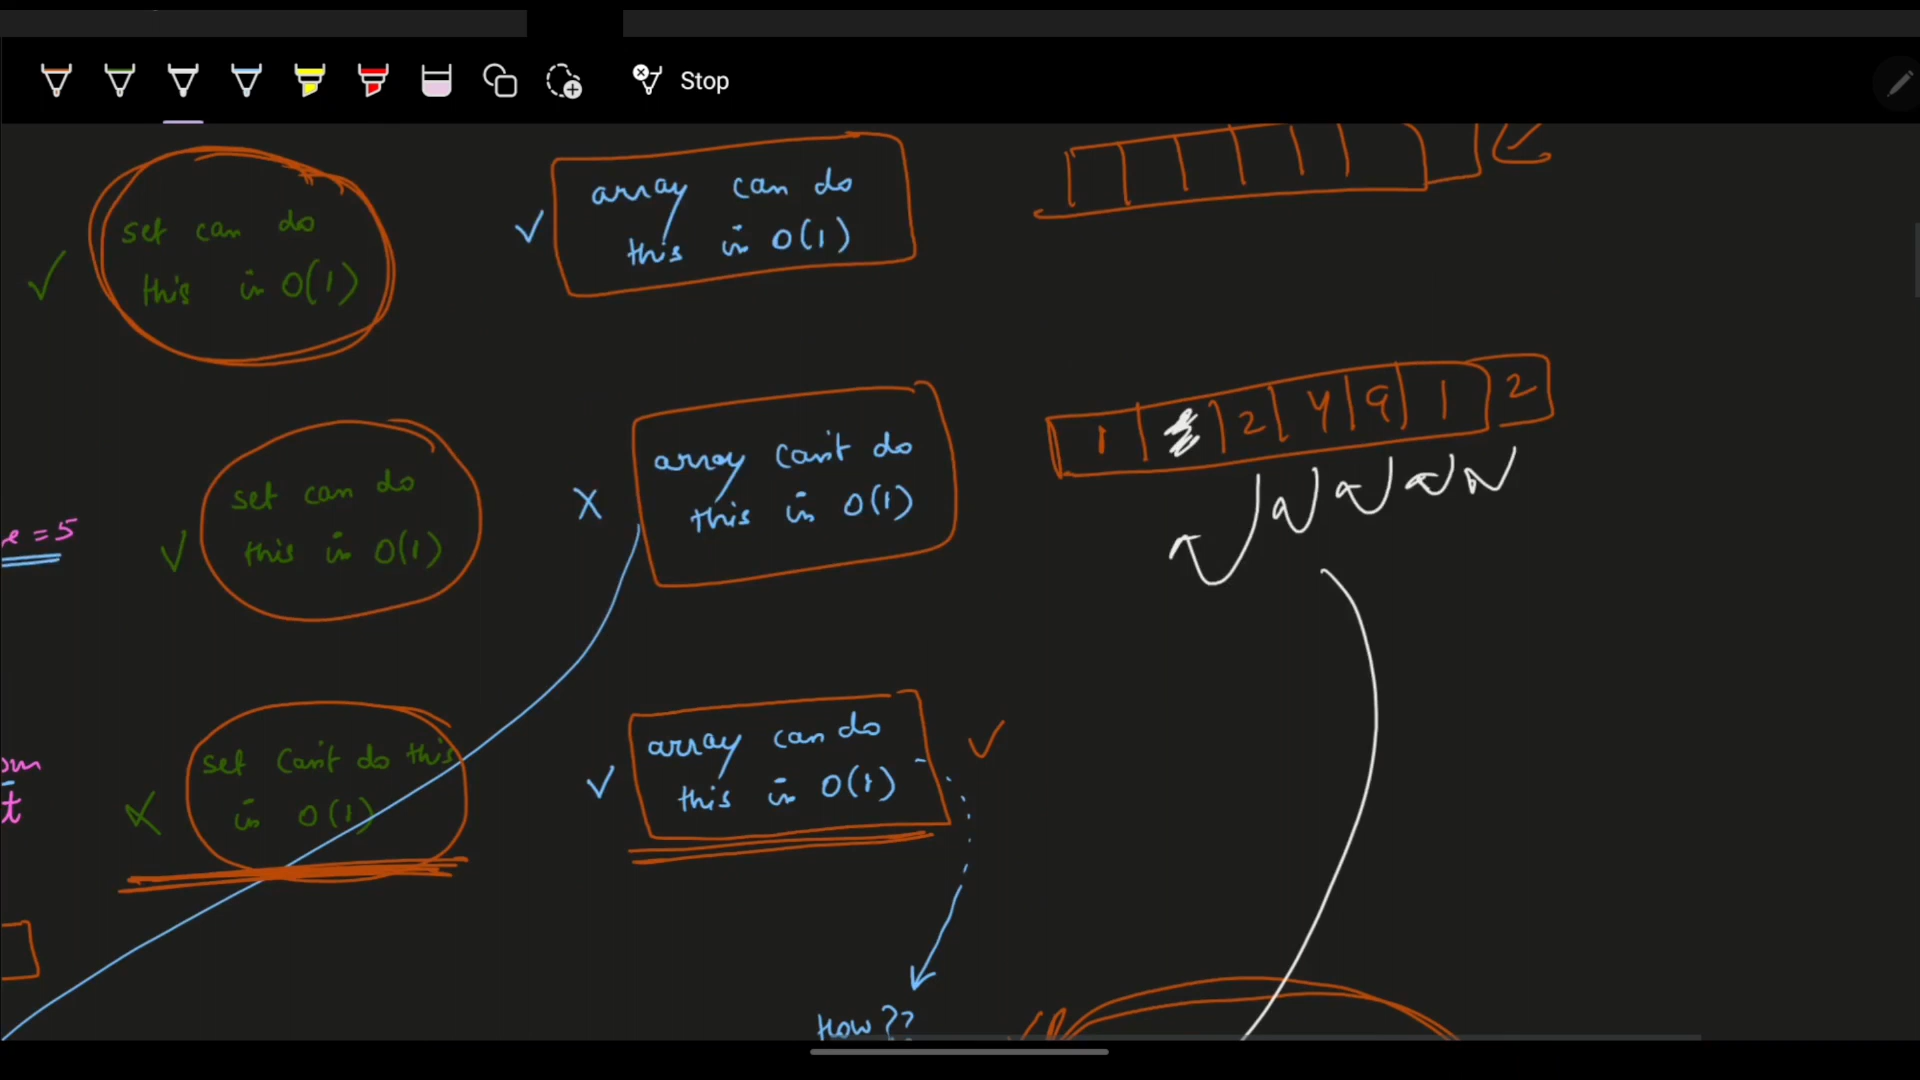 Stop
set can do
this in O(1)
array can do
this in O(1)
set can do
this in O(1)
array can't do
this in O(1)
1 2 4 9 1 2
= 5
set can't do this
in O(1)
array can do
this in O(1)
t
How ??